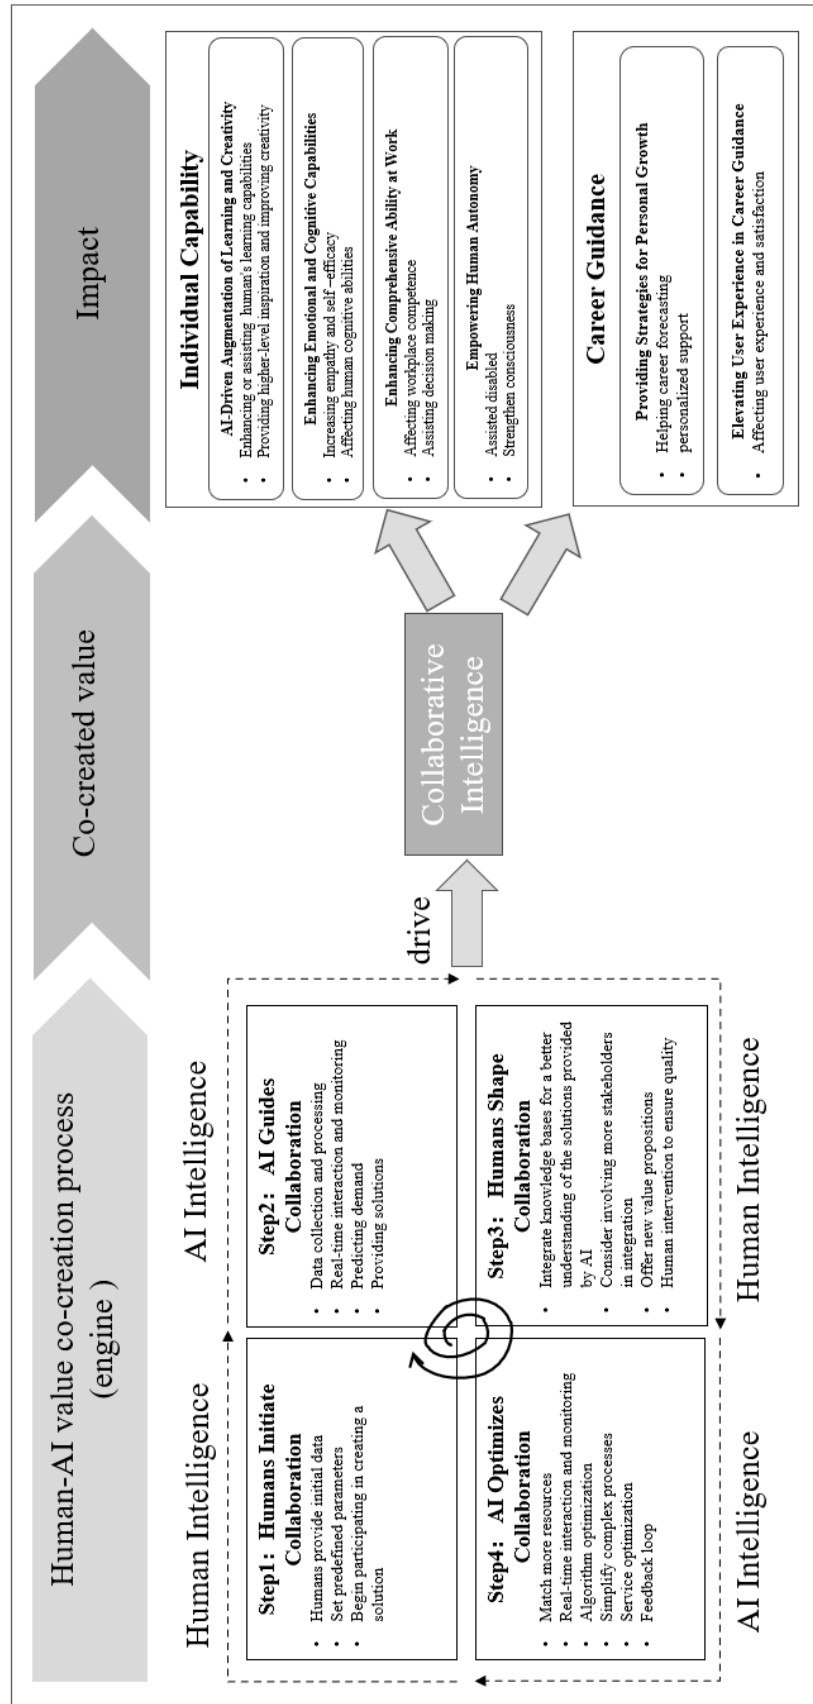 Human-AI value co-creation process
(engine )
Co-created value
Impact
Human Intelligence
AI Intelligence
Step1: Humans Initiate
Collaboration
• Humans provide initial data
• Set predefined parameters
• Begin participating in creating a
solution
Step2: AI Guides
Collaboration
• Data collection and processing
• Real-time interaction and monitoring
• Predicting demand
• Providing solutions
Step4: AI Optimizes
Collaboration
• Match more resources
• Real-time interaction and monitoring
• Algorithm optimization
• Simplify complex processes
• Service optimization
• Feedback loop
Step3: Humans Shape
Collaboration
• Integrate knowledge bases for a better
understanding of the solutions provided
by AI
• Consider involving more stakeholders
in integration
• Offer new value propositions
• Human intervention to ensure quality
AI Intelligence
Human Intelligence
drive
Collaborative
Intelligence
Individual Capability
AI-Driven Augmentation of Learning and Creativity
• Enhancing or assisting human's learning capabilities
• Providing higher-level inspiration and improving creativity
Enhancing Emotional and Cognitive Capabilities
• Increasing empathy and self –efficacy
• Affecting human cognitive abilities
Enhancing Comprehensive Ability at Work
• Affecting workplace competence
• Assisting decision making
Empowering Human Autonomy
• Assisted disabled
• Strengthen consciousness
Career Guidance
Providing Strategies for Personal Growth
• Helping career forecasting
• personalized support
Elevating User Experience in Career Guidance
• Affecting user experience and satisfaction